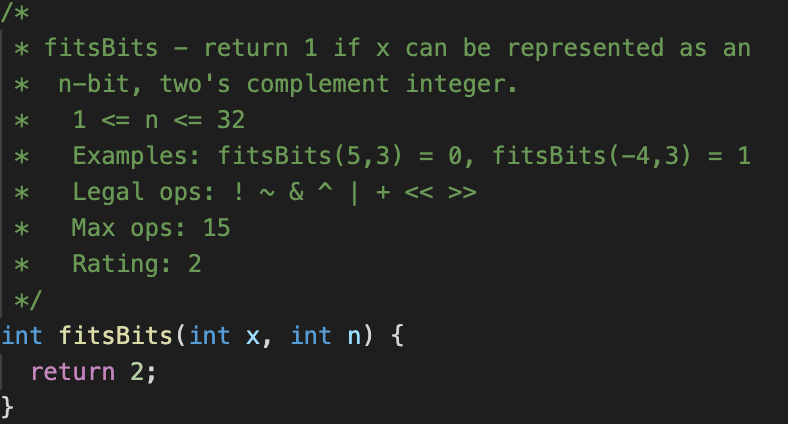 /*
 * fitsBits - return 1 if x can be represented as an
 *  n-bit, two's complement integer.
 *   1 <= n <= 32
 *   Examples: fitsBits(5,3) = 0, fitsBits(-4,3) = 1
 *   Legal ops: ! ~ & ^ | + << >>
 *   Max ops: 15
 *   Rating: 2
 */
int fitsBits(int x, int n) {
  return 2;
}